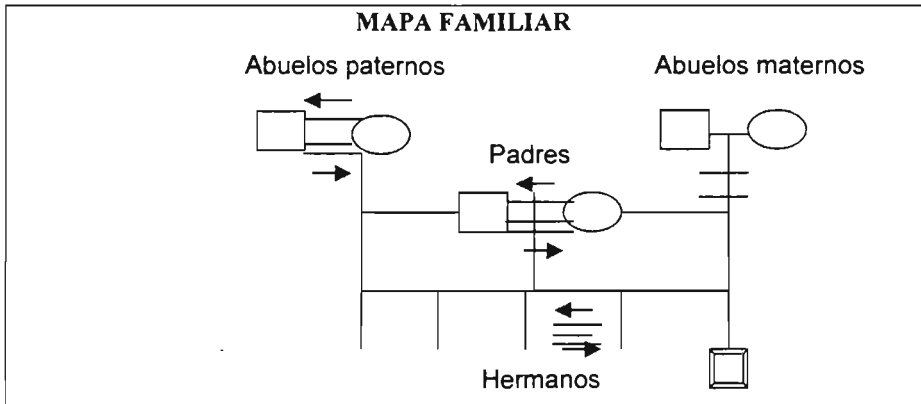 MAPA FAMILIAR
Abuelos paternos
Abuelos maternos
Padres
Hermanos